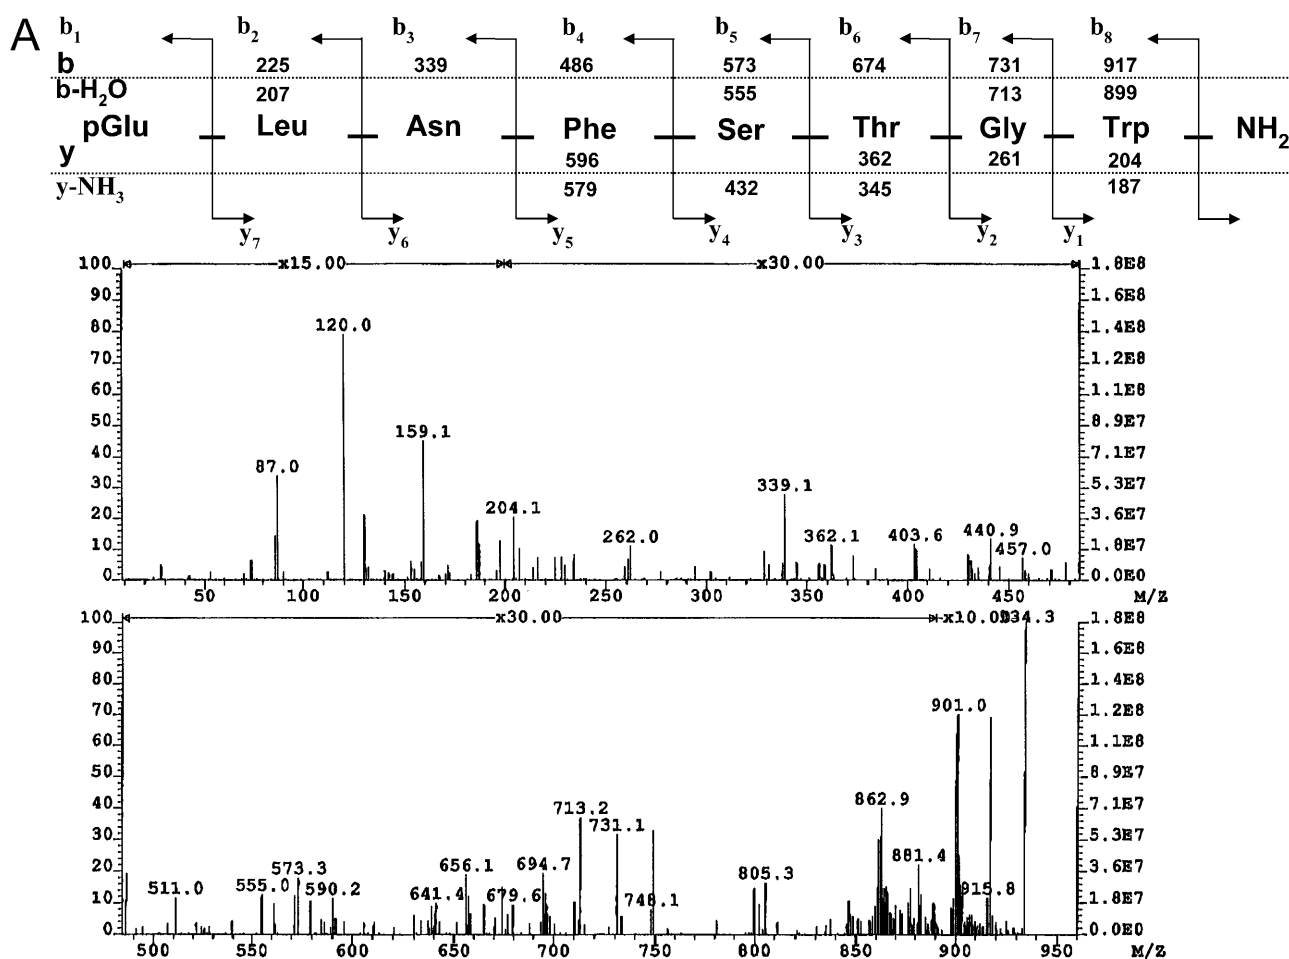 A
b1 b2 b3 b4 b5 b6 b7 b8
b 225 339 486 573 674 731 917
b-H2O 207 555 713 899
pGlu Leu Asn Phe Ser Thr Gly Trp NH2
y 596 362 261 204
y-NH3 579 432 345 187
y7 y6 y5 y4 y3 y2 y1
x15.00 x30.00
100 1.8E8
90 1.6E8
80 1.4E8
120.0
70 1.2E8
60 1.1E8
50 8.9E7
159.1
40 7.1E7
87.0
30 5.3E7
339.1
20 3.6E7
204.1 262.0 362.1 403.6 440.9 457.0
10 1.8E7
0 0.0E0
50 100 150 200 250 300 350 400 450 M/Z
x30.00 x10.00 934.3
100 1.8E8
90 1.6E8
80 1.4E8
70 1.2E8
901.0
60 1.1E8
50 8.9E7
40 7.1E7
713.2 862.9
731.1
30 5.3E7
573.3 656.1 694.7 881.4
20 3.6E7
511.0 555.0 590.2 641.4 679.6 748.1 805.3 915.8
10 1.8E7
0 0.0E0
500 550 600 650 700 750 800 850 900 950 M/Z